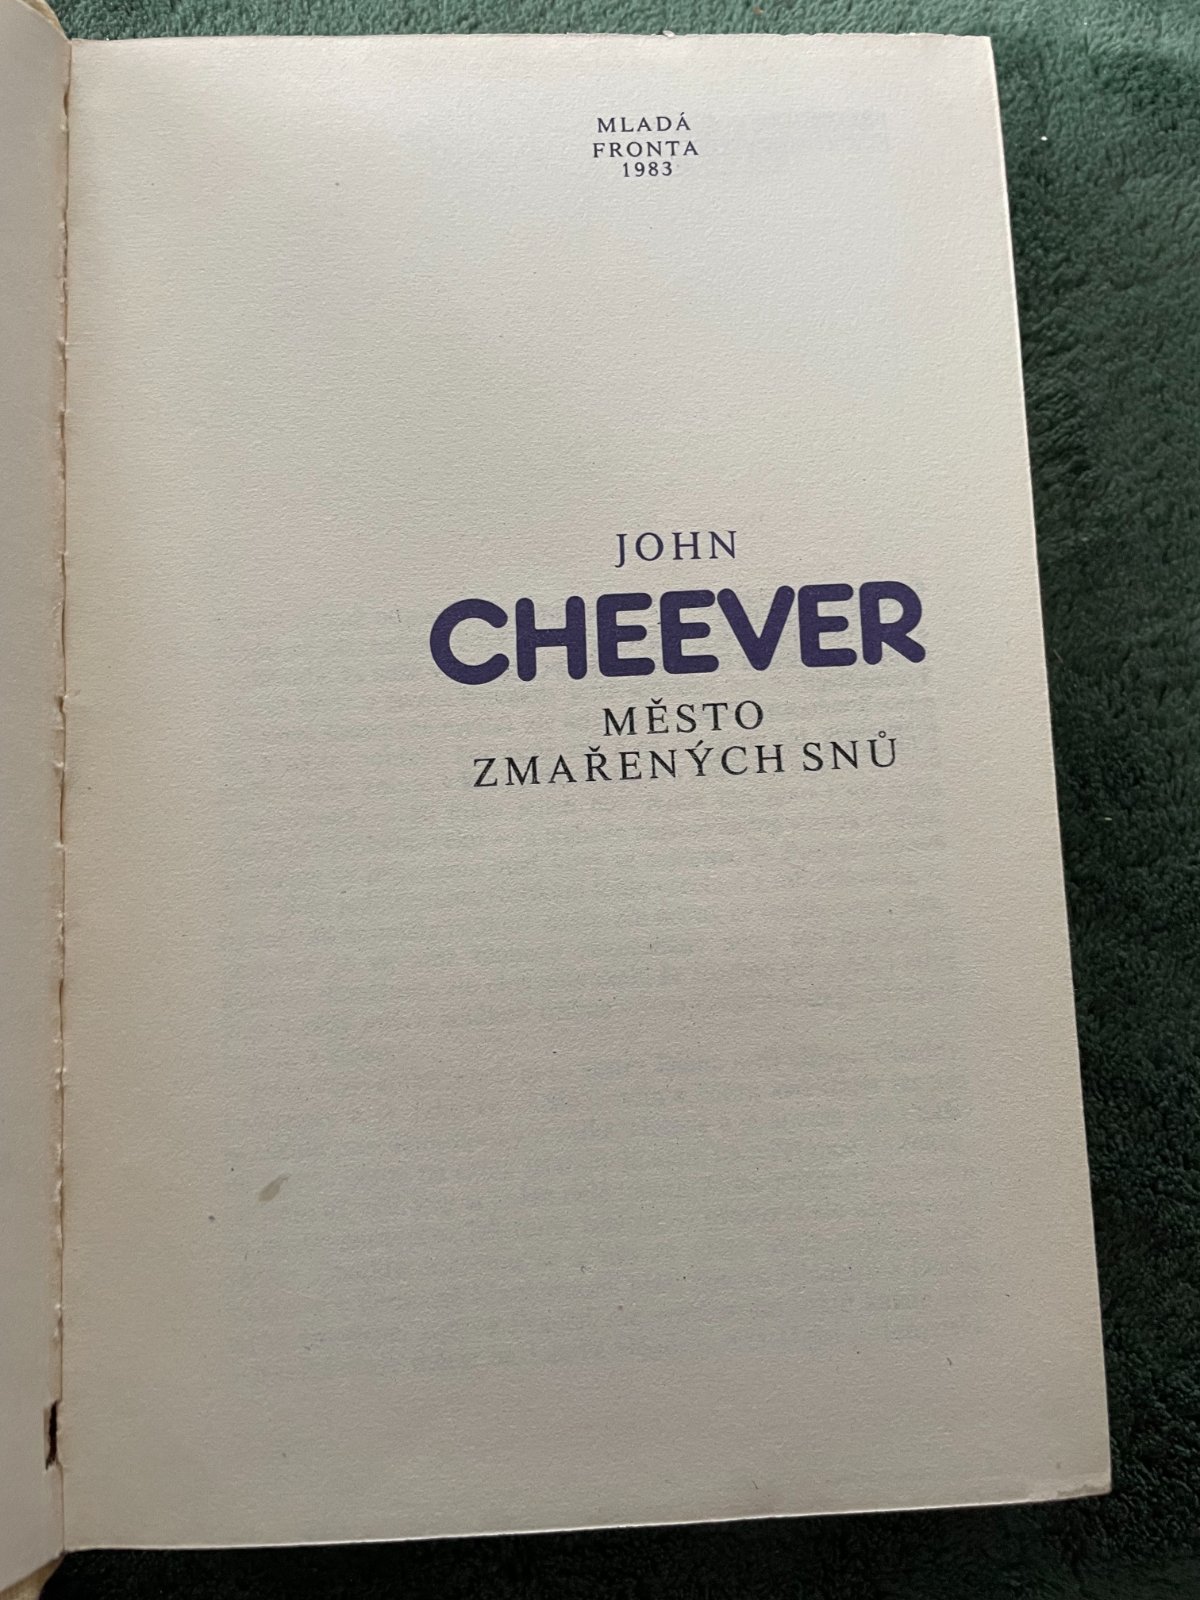 MLADÁ
FRONTA
1983
JOHN
CHEEVER
MĚSTO
ZMAŘENÝCH SNŮ